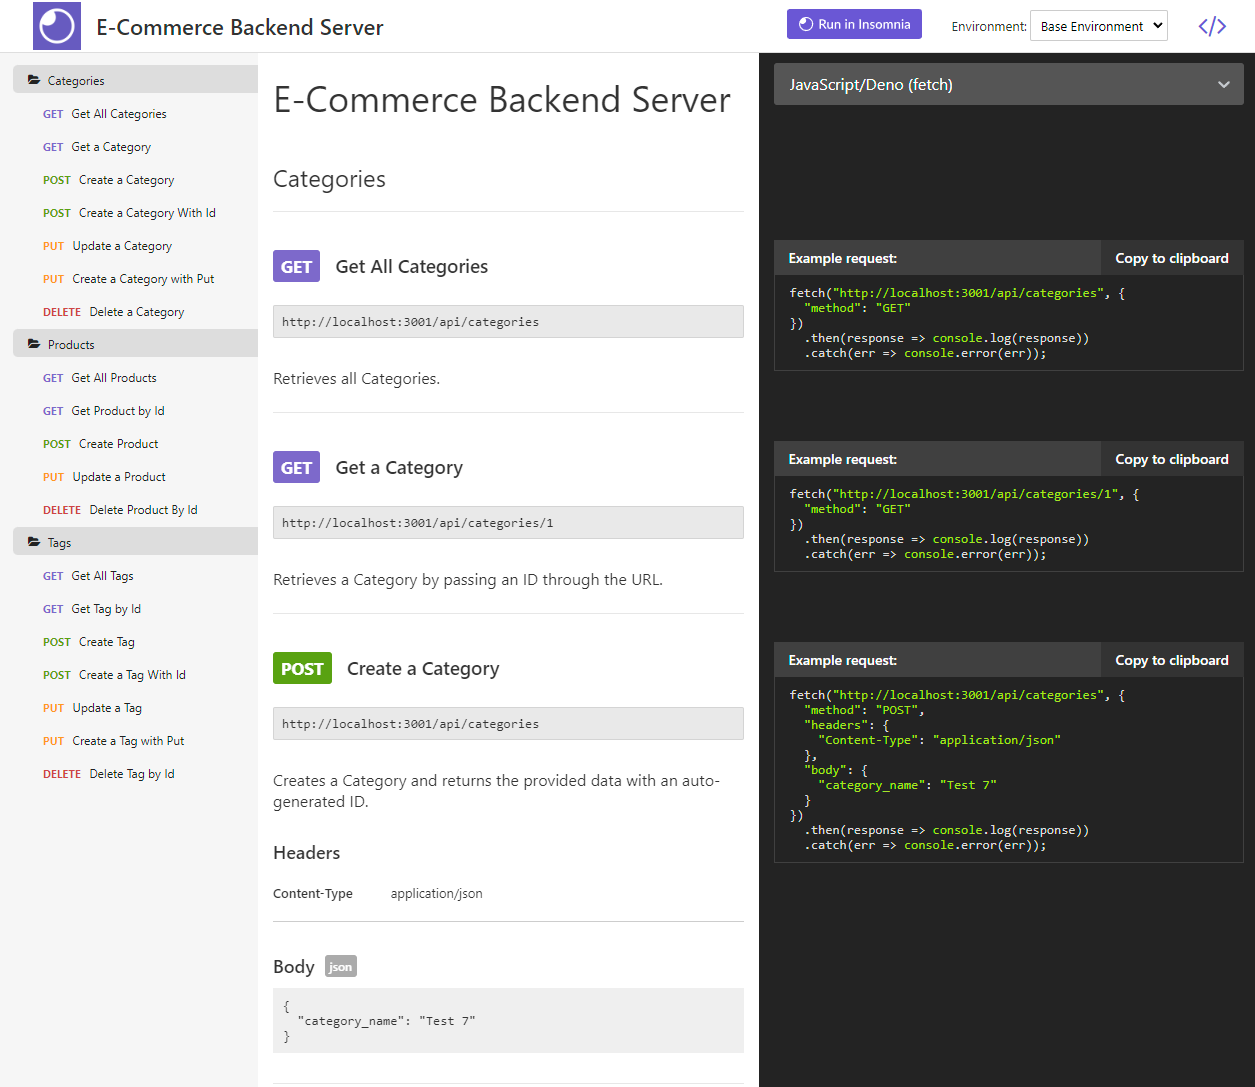 E-Commerce Backend Server
Run in Insomnia
Environment:
Base Environment
</>
Categories
GET Get All Categories
GET Get a Category
POST Create a Category
POST Create a Category With Id
PUT Update a Category
PUT Create a Category with Put
DELETE Delete a Category
Products
GET Get All Products
GET Get Product by Id
POST Create Product
PUT Update a Product
DELETE Delete Product By Id
Tags
GET Get All Tags
GET Get Tag by Id
POST Create Tag
POST Create a Tag With Id
PUT Update a Tag
PUT Create a Tag with Put
DELETE Delete Tag by Id
E-Commerce Backend Server
Categories
GET Get All Categories
http://localhost:3001/api/categories
Retrieves all Categories.
GET Get a Category
http://localhost:3001/api/categories/1
Retrieves a Category by passing an ID through the URL.
POST Create a Category
http://localhost:3001/api/categories
Creates a Category and returns the provided data with an auto-
generated ID.
Headers
Content-Type application/json
Body json
{
"category_name": "Test 7"
}
JavaScript/Deno (fetch)
Example request: Copy to clipboard
fetch("http://localhost:3001/api/categories", {
"method": "GET"
})
.then(response => console.log(response))
.catch(err => console.error(err));
Example request: Copy to clipboard
fetch("http://localhost:3001/api/categories/1", {
"method": "GET"
})
.then(response => console.log(response))
.catch(err => console.error(err));
Example request: Copy to clipboard
fetch("http://localhost:3001/api/categories", {
"method": "POST",
"headers": {
"Content-Type": "application/json"
},
"body": {
"category_name": "Test 7"
}
})
.then(response => console.log(response))
.catch(err => console.error(err));